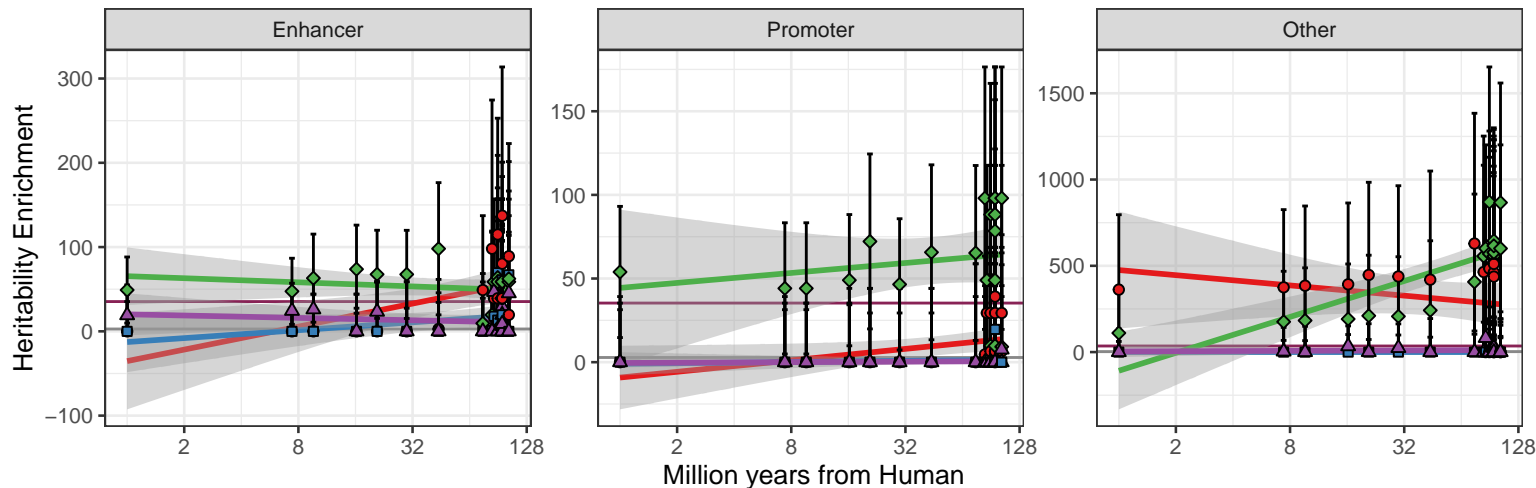 Enhancer
Promoter
Other
Heritability Enrichment
300
200
100
0
−100
150
100
50
0
1500
1000
500
0
2 8 32 128
2 8 32 128
2 8 32 128
Million years from Human